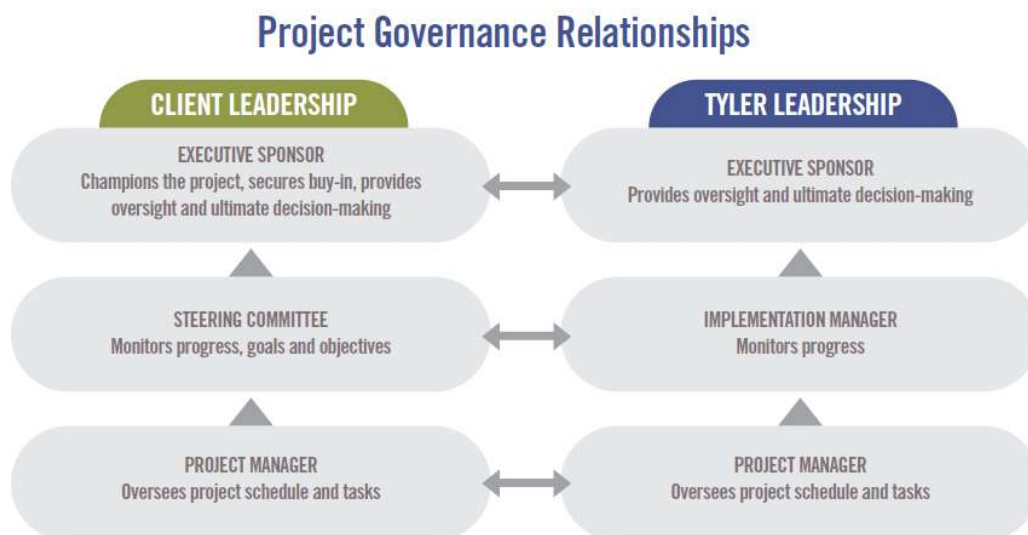 Project Governance Relationships
CLIENT LEADERSHIP
EXECUTIVE SPONSOR
Champions the project, secures buy-in, provides
oversight and ultimate decision-making
STEERING COMMITTEE
Monitors progress, goals and objectives
PROJECT MANAGER
Oversees project schedule and tasks
TYLER LEADERSHIP
EXECUTIVE SPONSOR
Provides oversight and ultimate decision-making
IMPLEMENTATION MANAGER
Monitors progress
PROJECT MANAGER
Oversees project schedule and tasks